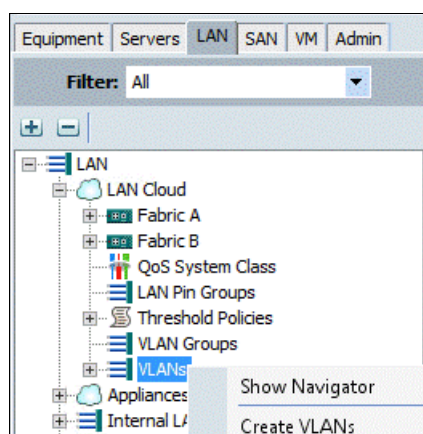 Equipment Servers LAN SAN VM Admin
Filter: All
LAN
LAN Cloud
Fabric A
Fabric B
QoS System Class
LAN Pin Groups
Threshold Policies
VLAN Groups
VLANs
Show Navigator
Appliances
Internal
Create VLANs